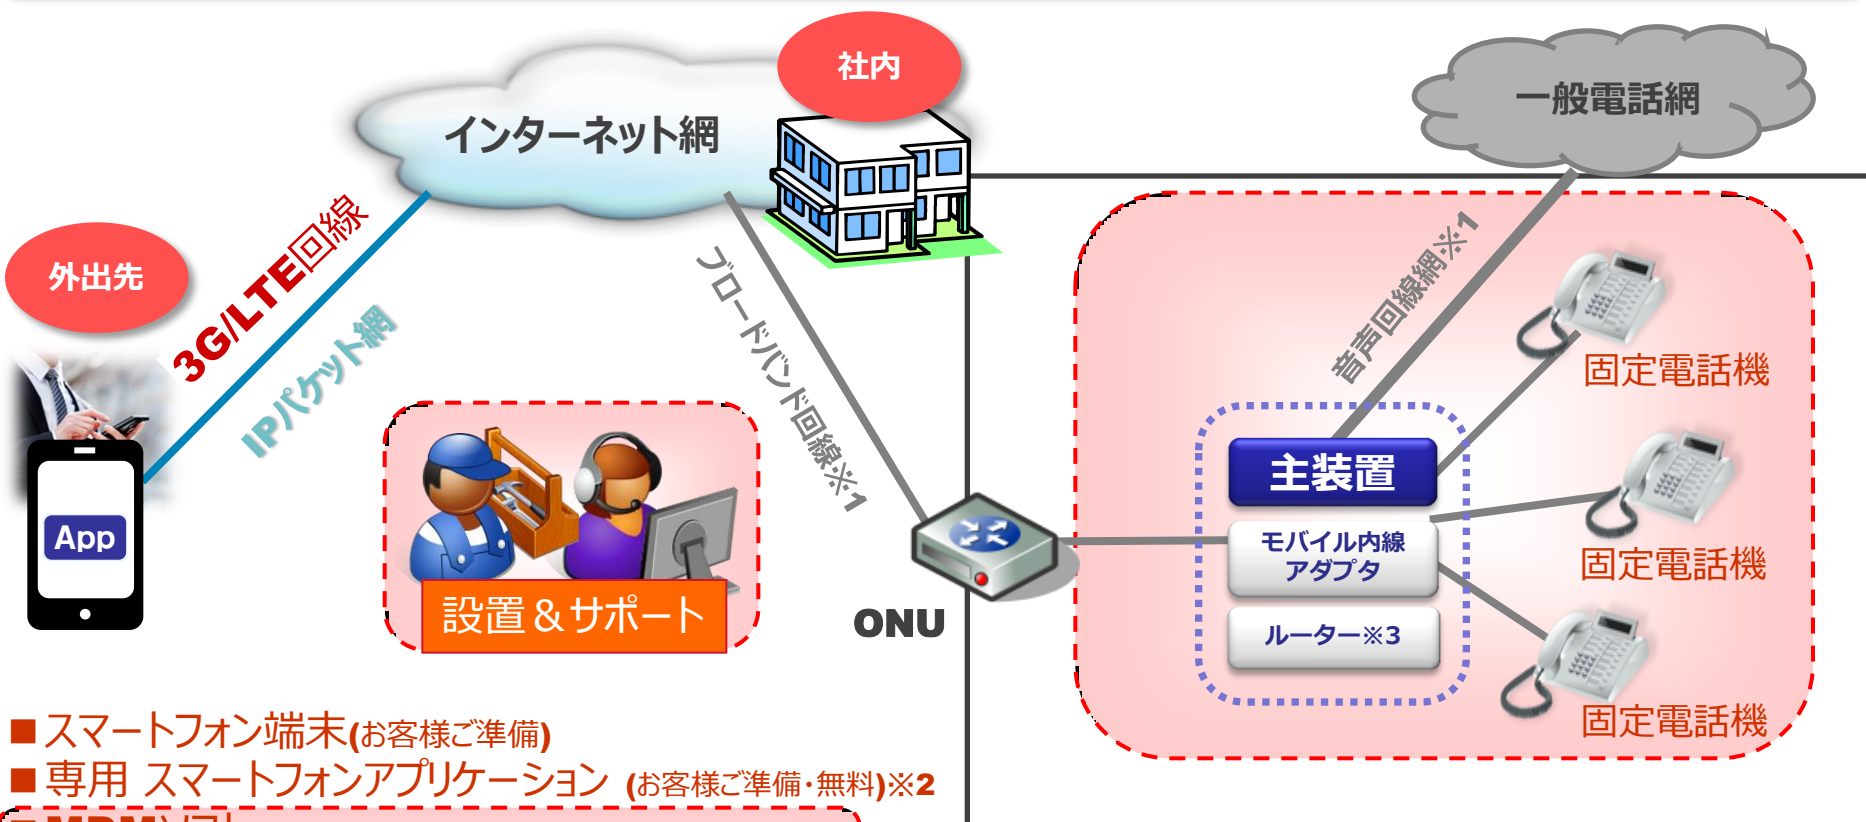 社内
インターネット網
一般電話網
外出先
3G/LTE回線
IPパケット網
ブロードバンド回線※1
音声回線網※1
固定電話機
主装置
モバイル内線
アダプタ
ルーター※3
固定電話機
固定電話機
App
設置＆サポート
ONU
■スマートフォン端末(お客様ご準備)
■専用 スマートフォンアプリケーション (お客様ご準備・無料)※2